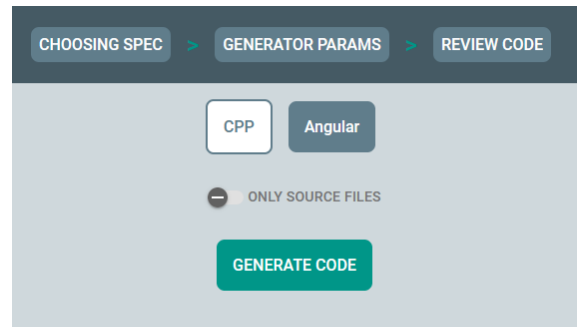 CHOOSING SPEC > GENERATOR PARAMS > REVIEW CODE
CPP Angular
ONLY SOURCE FILES
GENERATE CODE